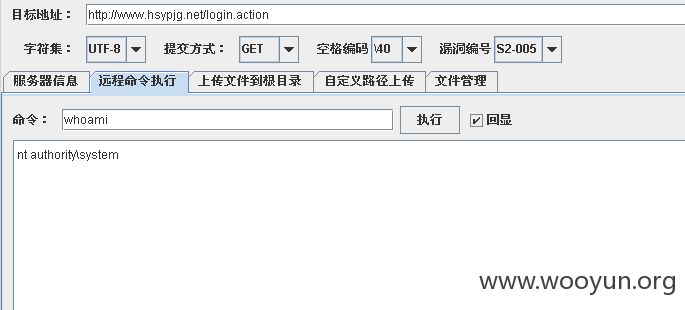 目标地址： http://www.hsypjg.net/login.action
字符集： UTF-8 提交方式： GET 空格编码 \40 漏洞编号 S2-005
服务器信息 远程命令执行 上传文件到根目录 自定义路径上传 文件管理
命令： whoami 执行 回显
nt authority\system
www.wooyun.org